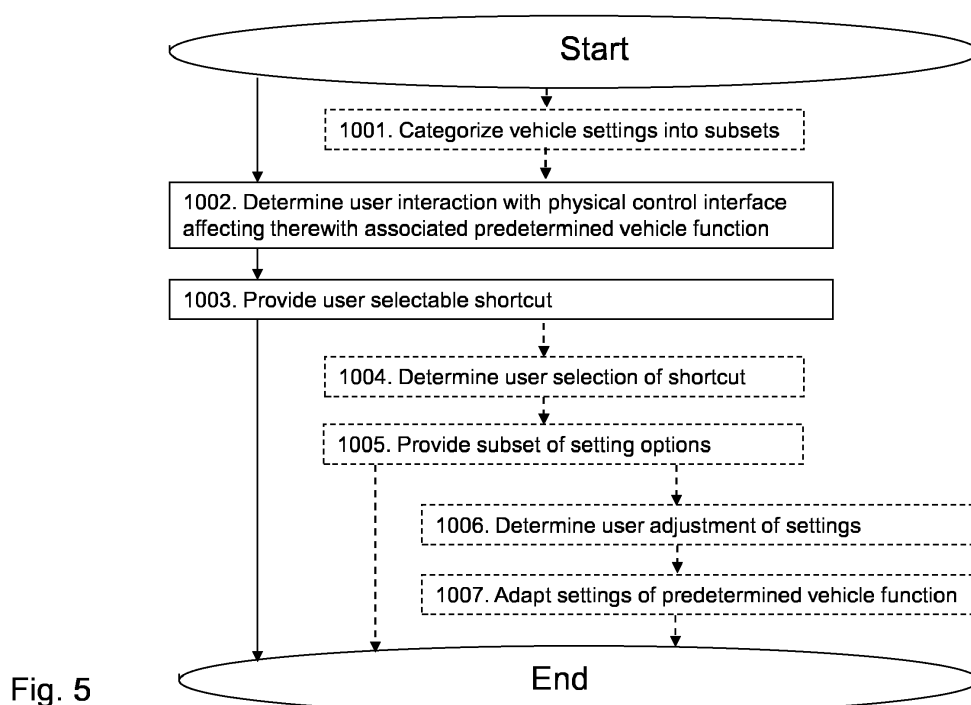 Start
1001. Categorize vehicle settings into subsets
1002. Determine user interaction with physical control interface
affecting therewith associated predetermined vehicle function
1003. Provide user selectable shortcut
1004. Determine user selection of shortcut
1005. Provide subset of setting options
1006. Determine user adjustment of settings
1007. Adapt settings of predetermined vehicle function
End
Fig. 5